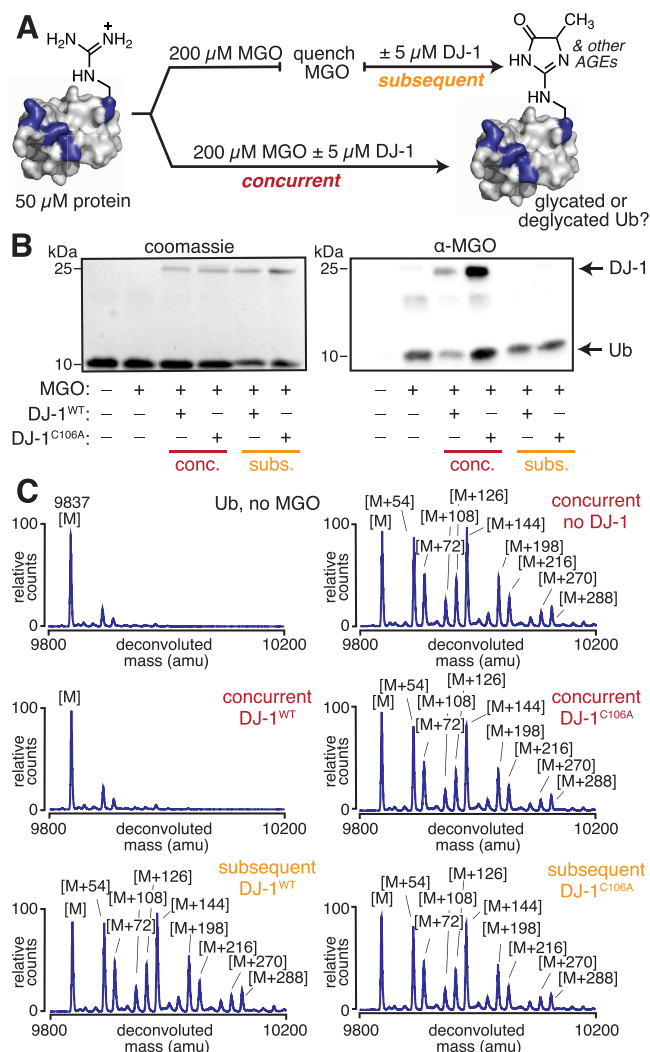 A
H₂N
NH₂
+
HN
200 µM MGO
quench
MGO
± 5 µM DJ-1
subsequent
200 µM MGO ± 5 µM DJ-1
concurrent
50 µM protein
O
CH₃
HN
N
HN
& other
AGEs
glycated or
deglycated Ub?
B
coomassie
α-MGO
kDa
25
10
kDa
25
10
DJ-1
Ub
MGO: – + + + + + – + + + + +
DJ-1WT: – – + – + – – – + – + –
DJ-1C106A: – – – + – + – – – + – +
conc.
subs.
conc.
subs.
C
Ub, no MGO
9837
[M]
100
0
relative
counts
9800
deconvoluted
mass (amu)
10200
concurrent
no DJ-1
[M]
[M+54]
[M+72]
[M+108]
[M+126]
[M+144]
[M+198]
[M+216]
[M+270]
[M+288]
100
0
relative
counts
9800
deconvoluted
mass (amu)
10200
concurrent
DJ-1WT
[M]
100
0
relative
counts
9800
deconvoluted
mass (amu)
10200
concurrent
DJ-1C106A
[M]
[M+54]
[M+72]
[M+108]
[M+126]
[M+144]
[M+198]
[M+216]
[M+270]
[M+288]
100
0
relative
counts
9800
deconvoluted
mass (amu)
10200
subsequent
DJ-1WT
[M]
[M+54]
[M+72]
[M+108]
[M+126]
[M+144]
[M+198]
[M+216]
[M+270]
[M+288]
100
0
relative
counts
9800
deconvoluted
mass (amu)
10200
subsequent
DJ-1C106A
[M]
[M+54]
[M+72]
[M+108]
[M+126]
[M+144]
[M+198]
[M+216]
[M+270]
[M+288]
100
0
relative
counts
9800
deconvoluted
mass (amu)
10200